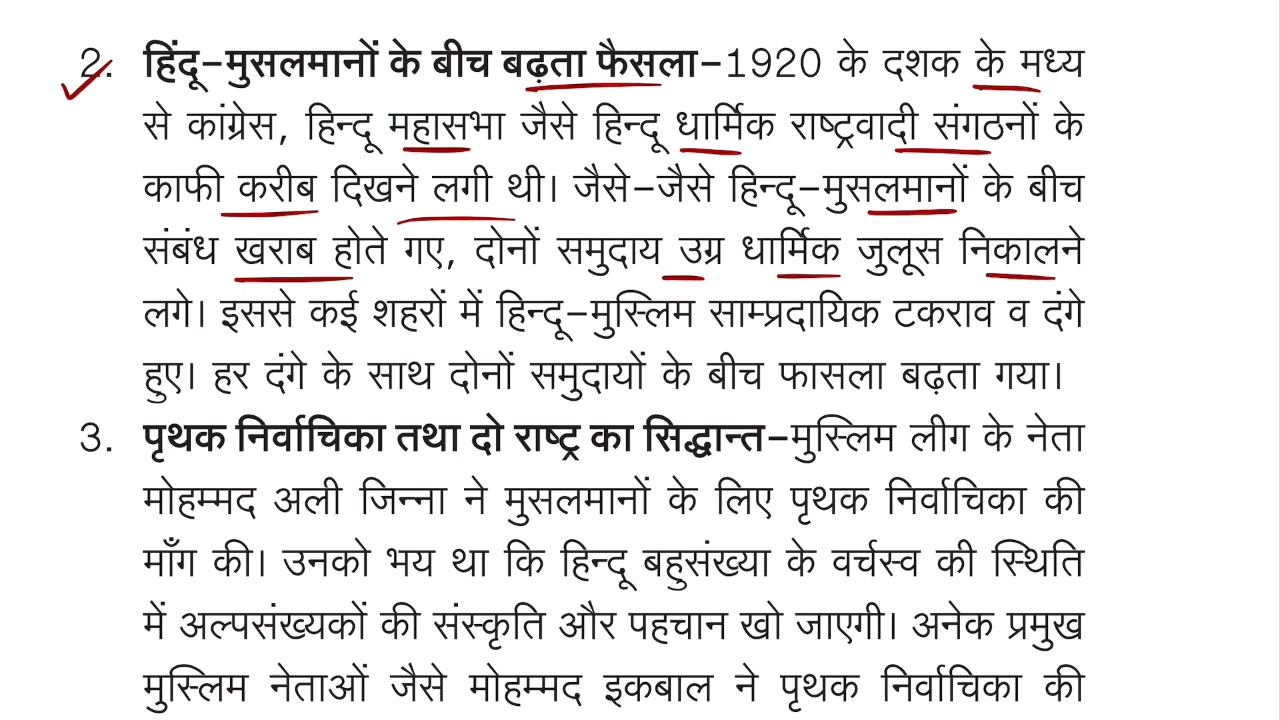 2. हिंदू-मुसलमानों के बीच बढ़ता फैसला-1920 के दशक के मध्य
से कांग्रेस, हिन्दू महासभा जैसे हिन्दू धार्मिक राष्ट्रवादी संगठनों के
काफी करीब दिखने लगी थी। जैसे-जैसे हिन्दू-मुसलमानों के बीच
संबंध खराब होते गए, दोनों समुदाय उग्र धार्मिक जुलूस निकालने
लगे। इससे कई शहरों में हिन्दू-मुस्लिम साम्प्रदायिक टकराव व दंगे
हुए। हर दंगे के साथ दोनों समुदायों के बीच फासला बढ़ता गया।
3. पृथक निर्वाचिका तथा दो राष्ट्र का सिद्धान्त-मुस्लिम लीग के नेता
मोहम्मद अली जिन्ना ने मुसलमानों के लिए पृथक निर्वाचिका की
माँग की। उनको भय था कि हिन्दू बहुसंख्या के वर्चस्व की स्थिति
में अल्पसंख्यकों की संस्कृति और पहचान खो जाएगी। अनेक प्रमुख
मुस्लिम नेताओं जैसे मोहम्मद इकबाल ने पृथक निर्वाचिका की